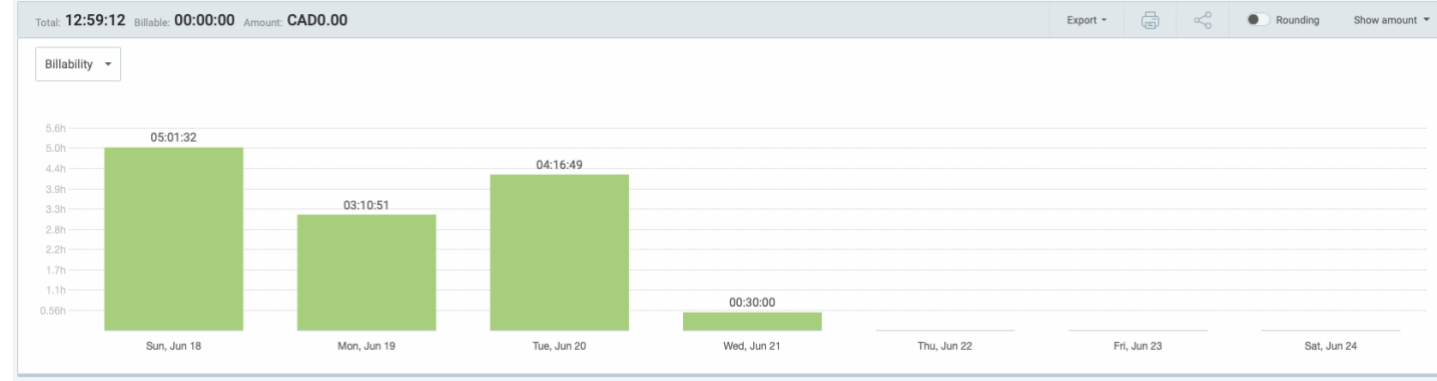 Total: 12:59:12 Billable: 00:00:00 Amount: CAD0.00 Export Rounding Show amount
Billability
5.6h
05:01:32
5.0h
04:16:49
4.4h
3.9h
03:10:51
3.3h
2.8h
2.2h
1.7h
1.1h
00:30:00
0.56h
Sun, Jun 18 Mon, Jun 19 Tue, Jun 20 Wed, Jun 21 Thu, Jun 22 Fri, Jun 23 Sat, Jun 24